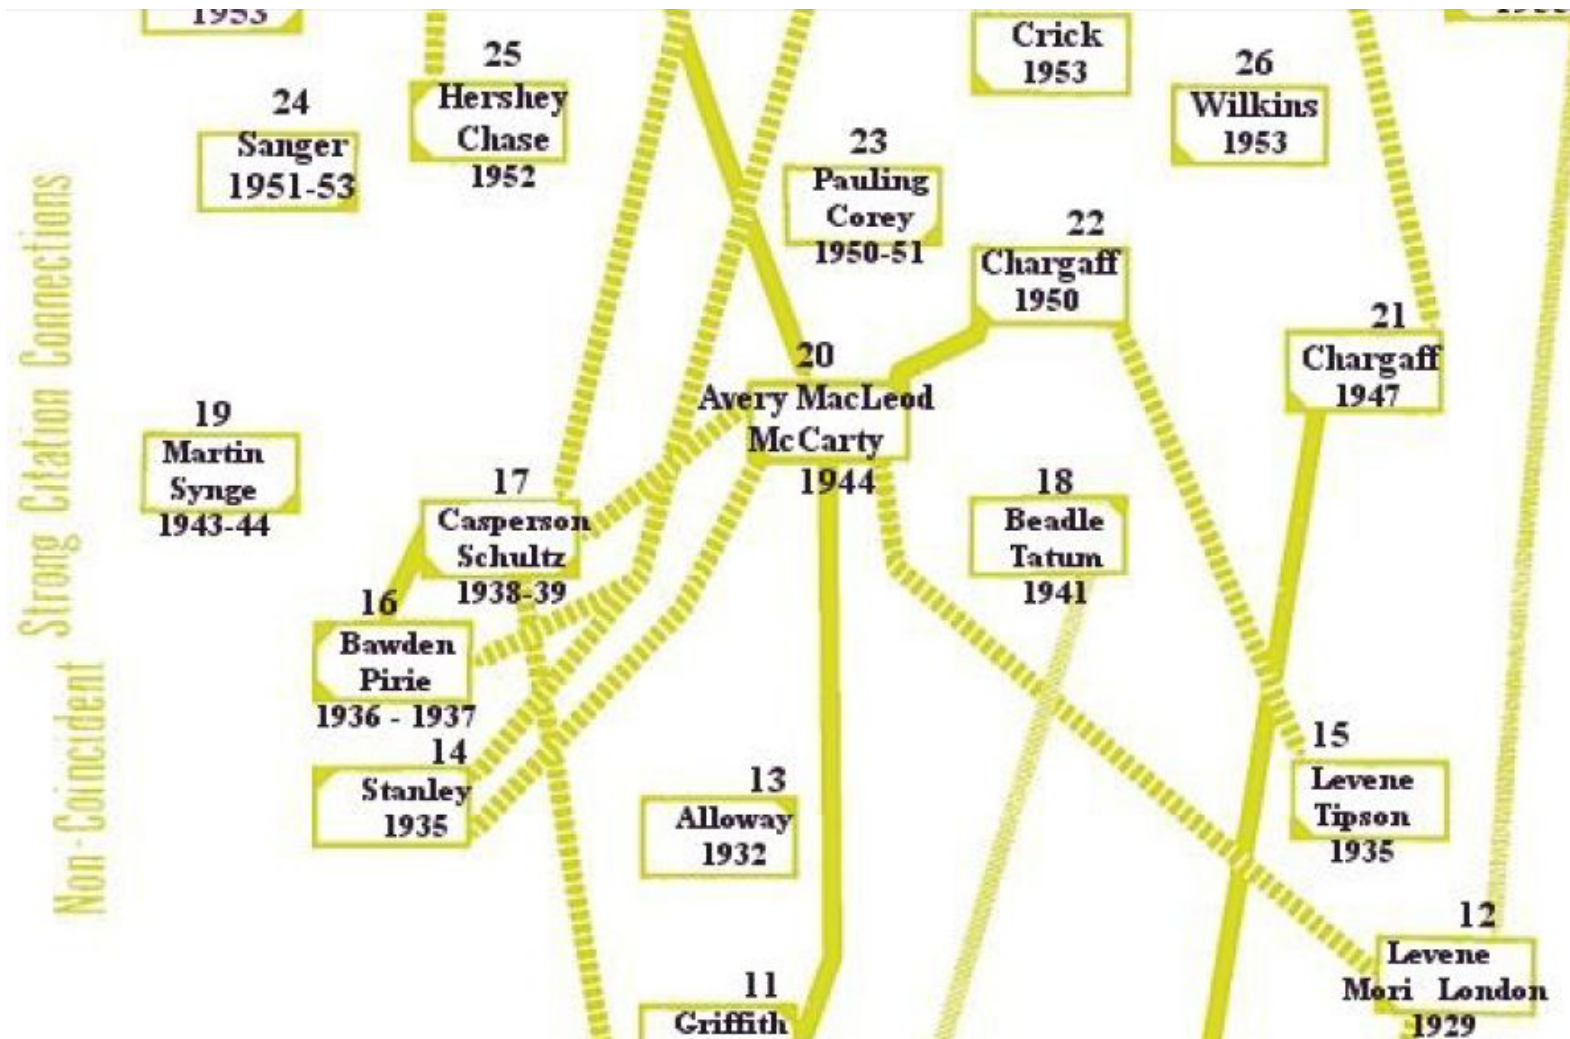 1953
25
Hershey
Chase
1952
Crick
1953
26
Wilkins
1953
24
Sanger
1951-53
23
Pauling
Corey
1950-51
22
Chargaff
1950
21
Chargaff
1947
20
Avery MacLeod
McCarty
1944
19
Martin
Synge
1943-44
17
Casperson
Schultz
1938-39
18
Beadle
Tatum
1941
16
Bawden
Pirie
1936 - 1937
14
Stanley
1935
15
Levene
Tipson
1935
13
Alloway
1932
12
Levene
Mori London
1929
11
Griffith
Strong Citation Connections
Non-Coincident